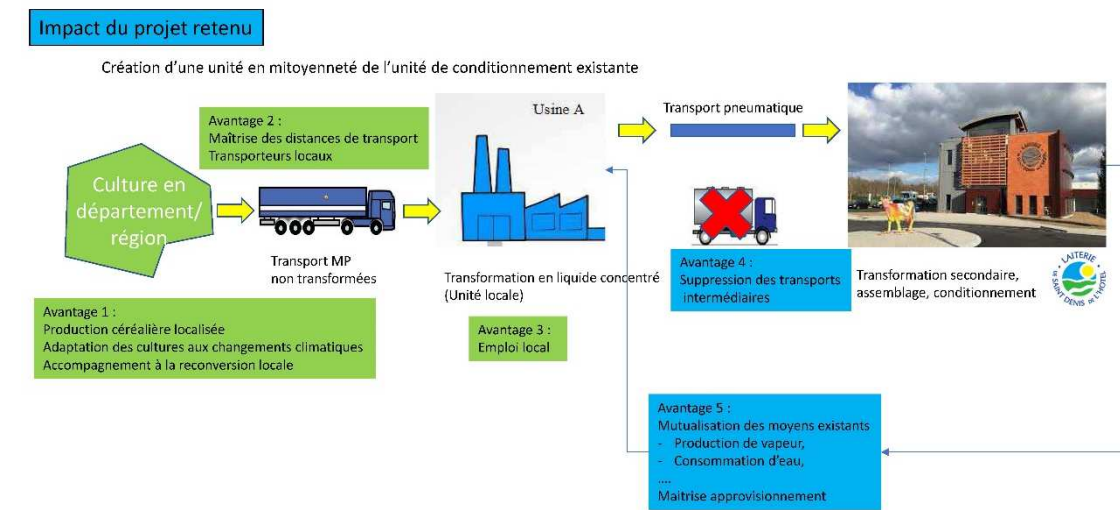 Impact du projet retenu
Création d'une unité en mitoyenneté de l'unité de conditionnement existante
Avantage 2 :
Maîtrise des distances de transport
Transporteurs locaux
Usine A
Transport pneumatique
Culture en
département/
région
Transport MP
non transformées
Transformation en liquide concentré
(Unité locale)
Avantage 4 :
Suppression des transports
intermédiaires
Transformation secondaire,
assemblage, conditionnement
LAITERIE
DE SAINT DENIS DE L'HÔTEL
Avantage 1 :
Production céréalière localisée
Adaptation des cultures aux changements climatiques
Accompagnement à la reconversion locale
Avantage 3 :
Emploi local
Avantage 5 :
Mutualisation des moyens existants
- Production de vapeur,
- Consommation d'eau,
....
Maitrise approvisionnement